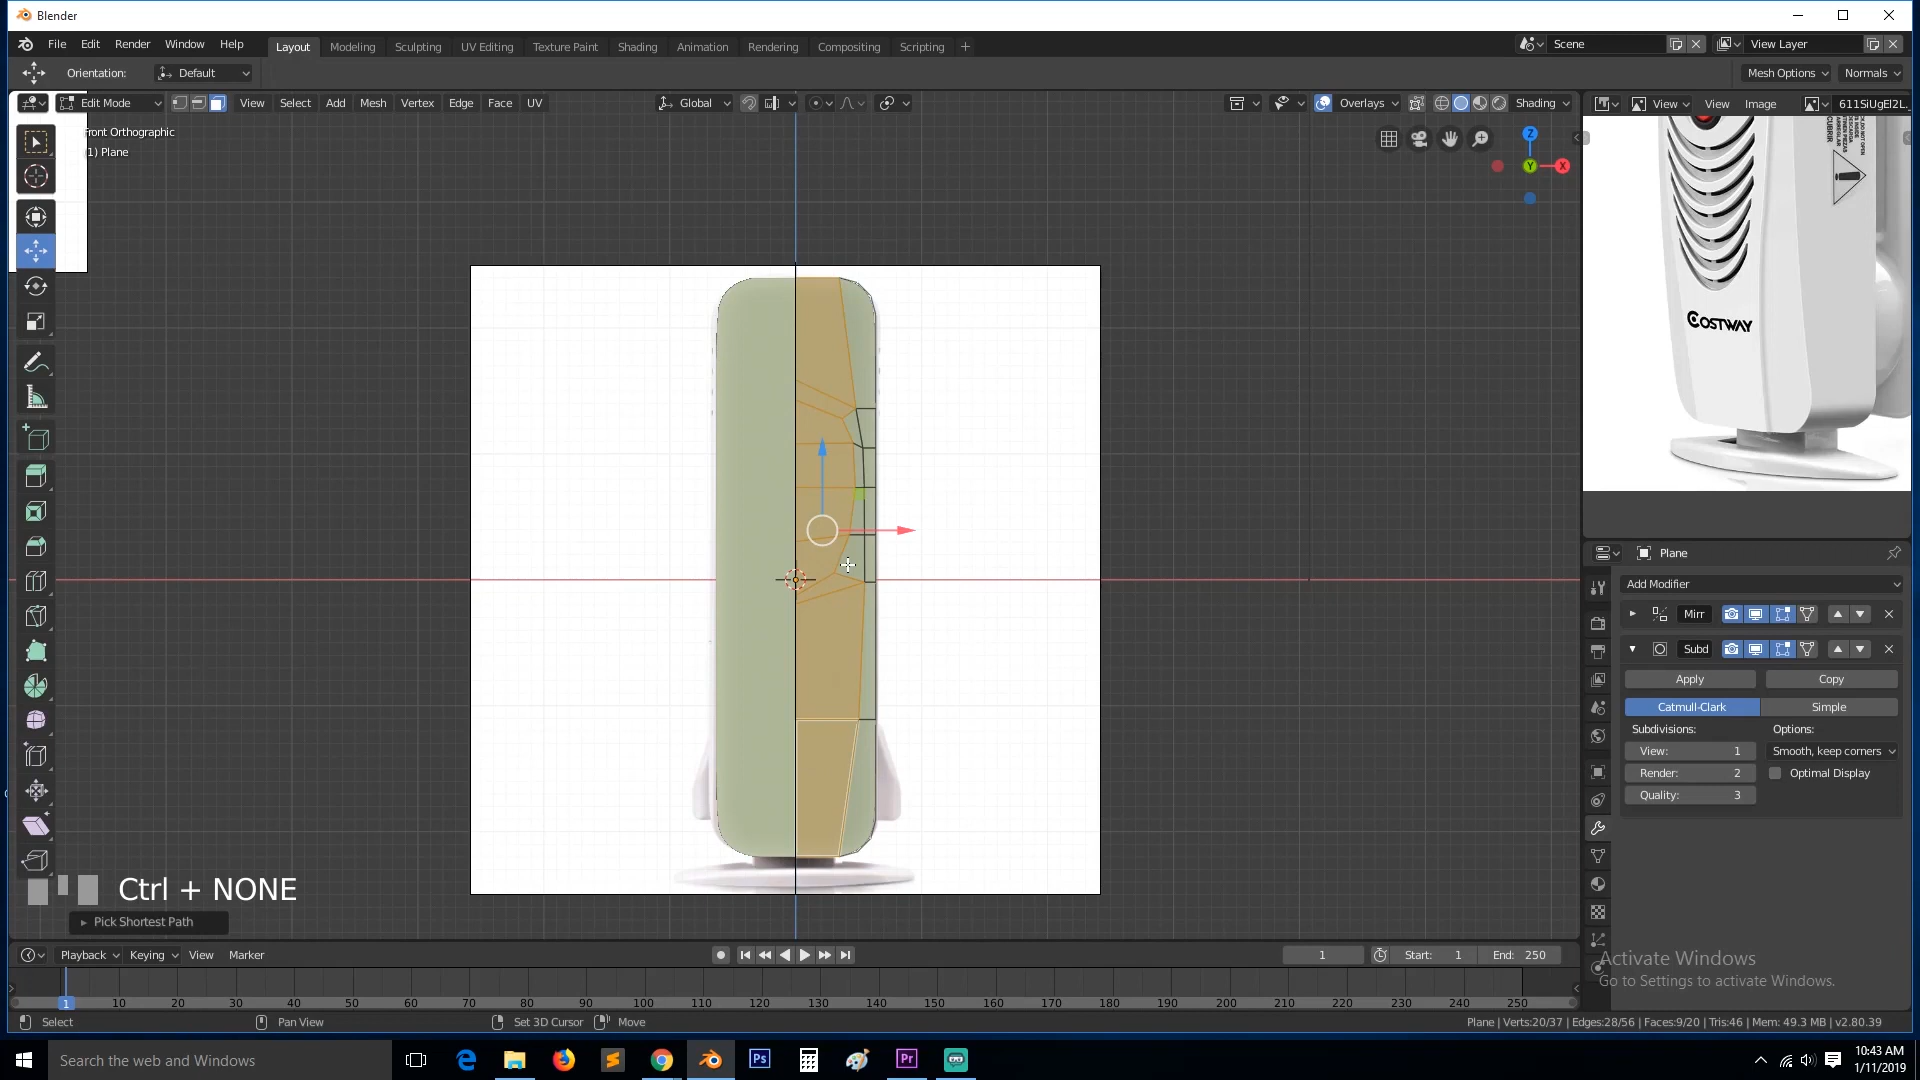 Blender
File Edit Render Window Help Layout Modeling Sculpting UV Editing Texture Paint Shading Animation Rendering Compositing Scripting + Scene View Layer
Orientation: Default Mesh Options Normals
Edit Mode View Select Add Mesh Vertex Edge Face UV Global Overlays Shading View View Image 611SiUgEl2L._
Front Orthographic
(1) Plane
Z
Y X
COSTWAY
Plane
Add Modifier
Mirr
Subd
Apply Copy
Catmull-Clark Simple
Subdivisions: Options:
View: 1 Smooth, keep corners
Render: 2 Optimal Display
Quality: 3
Ctrl + NONE
Pick Shortest Path
Activate Windows
Go to Settings to activate Windows.
Playback Keying View Marker 1 Start: 1 End: 250
1 10 20 30 40 50 60 70 80 90 100 110 120 130 140 150 160 170 180 190 200 210 220 230 240 250
Select Pan View Set 3D Cursor Move Plane | Verts:20/37 | Edges:28/56 | Faces:9/20 | Tris:46 | Mem: 49.3 MB | v2.80.39
Search the web and Windows Ps Pr 10:43 AM
1/11/2019